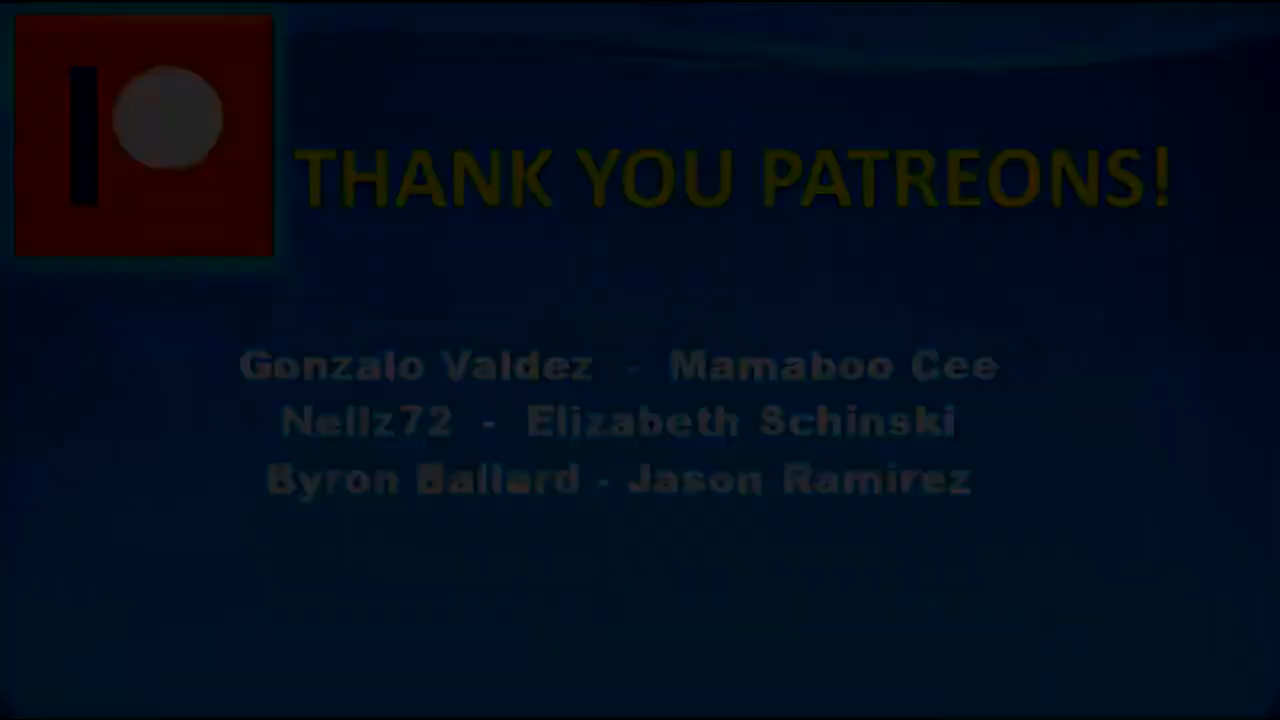 THANK YOU PATREONS!
Gonzalo Valdez - Mamaboo Cee
Nellz72 - Elizabeth Schinski
Byron Ballard - Jason Ramirez